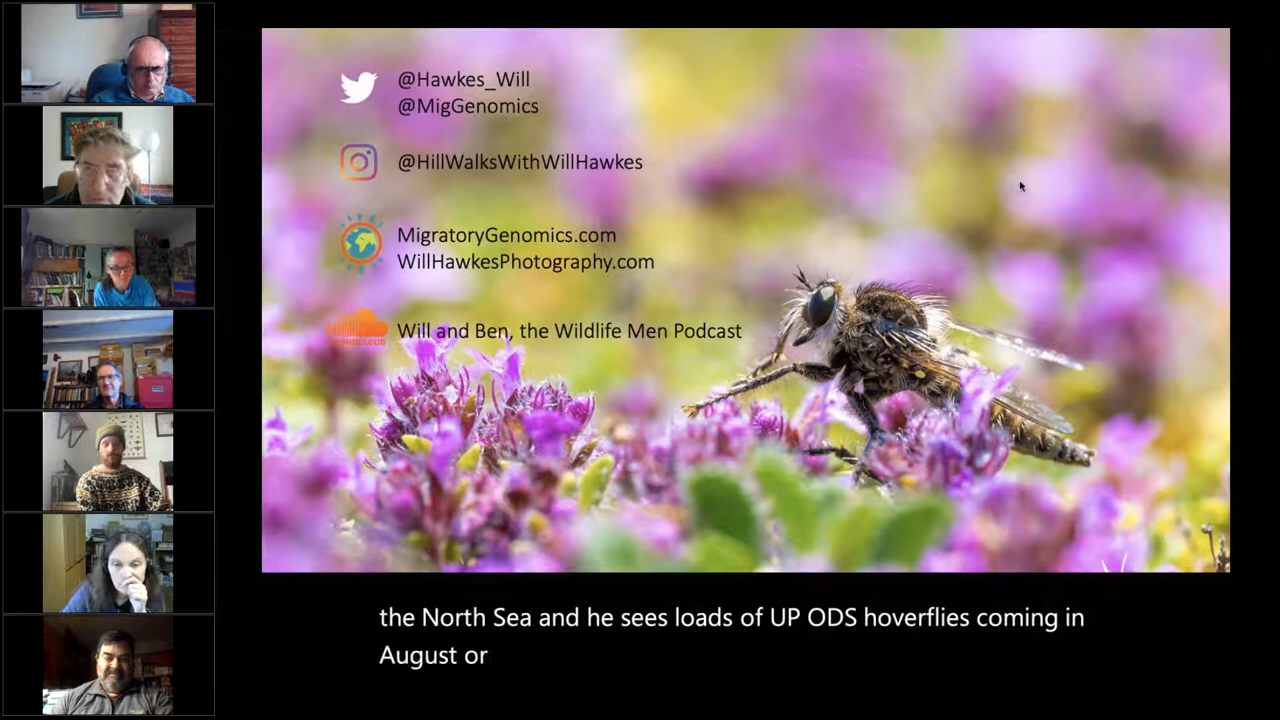 @Hawkes_Will
@MigGenomics
@HillWalksWithWillHawkes
MigratoryGenomics.com
WillHawkesPhotography.com
Will and Ben, the Wildlife Men Podcast
the North Sea and he sees loads of UP ODS hoverflies coming in
August or